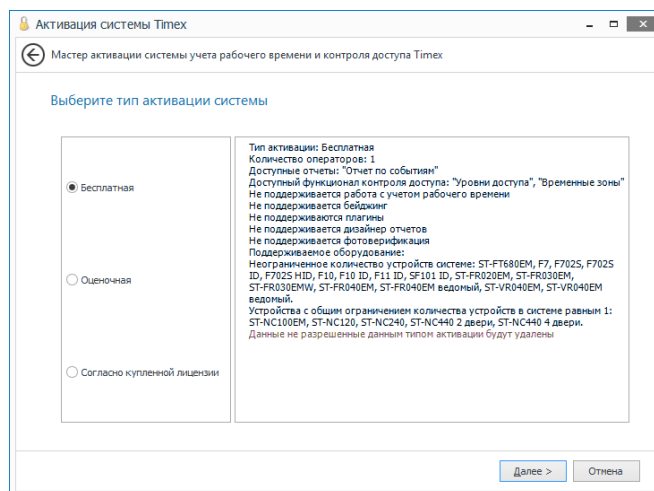 Активация системы Timex
Мастер активации системы учета рабочего времени и контроля доступа Timex
Выберите тип активации системы
Бесплатная
Оценочная
Согласно купленной лицензии
Тип активации: Бесплатная
Количество операторов: 1
Доступные отчеты: "Отчет по событиям"
Доступный функционал контроля доступа: "Уровни доступа", "Временные зоны"
Не поддерживается работа с учетом рабочего времени
Не поддерживается бейджинг
Не поддерживаются плагины
Не поддерживается дизайнер отчетов
Не поддерживается фотоверификация
Поддерживаемое оборудование:
Неограниченное количество устройств системе: ST-FT680EM, F7, F702S, F702S
ID, F702S HID, F10, F10 ID, F11 ID, SF101 ID, ST-FR020EM, ST-FR030EM,
ST-FR030EMW, ST-FR040EM, ST-FR040EM ведомый, ST-VR040EM, ST-VR040EM
ведомый.
Устройства с общим ограничением количества устройств в системе равным 1:
ST-NC100EM, ST-NC120, ST-NC240, ST-NC440 2 двери, ST-NC440 4 двери.
Данные не разрешенные данным типом активации будут удалены
Далее >
Отмена